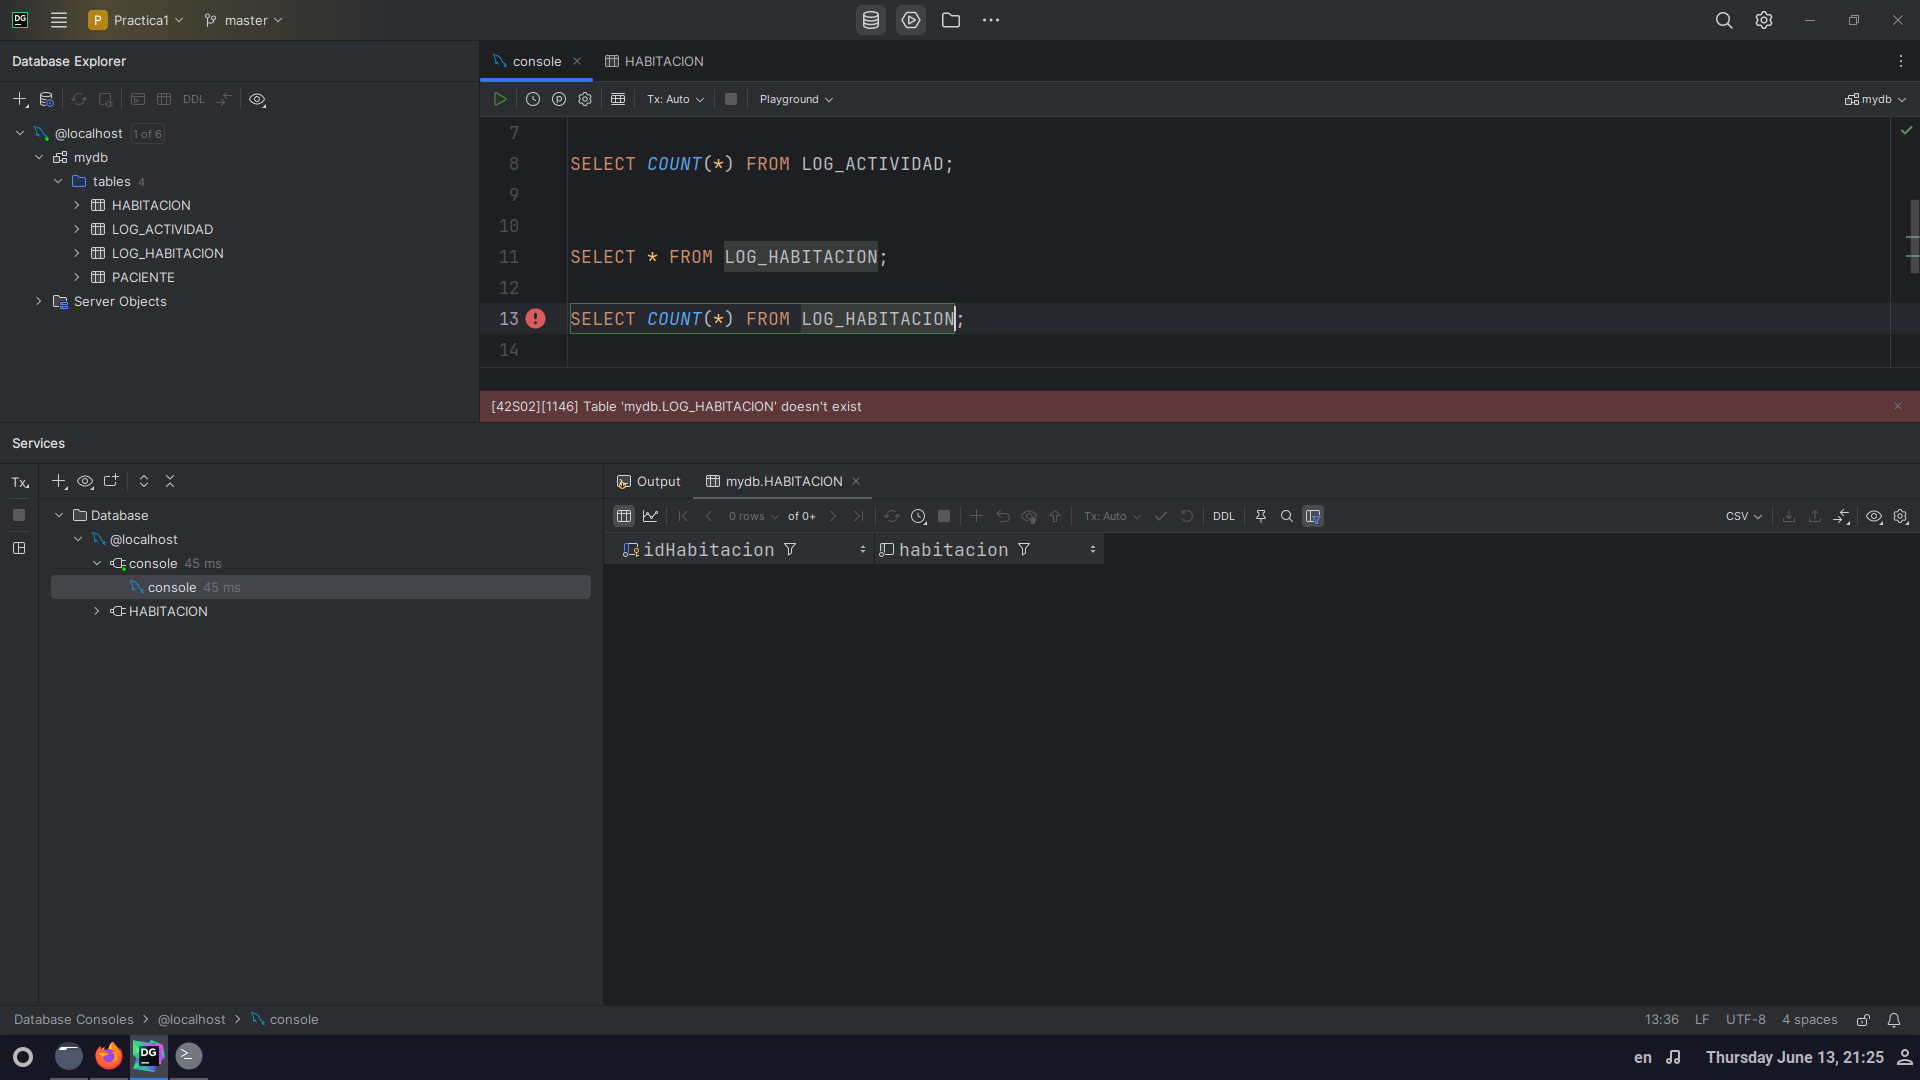 DG
P Practica1
master
Database Explorer
console
HABITACION
DDL
Tx: Auto
Playground
mydb
@localhost 1 of 6
mydb
tables 4
HABITACION
LOG_ACTIVIDAD
LOG_HABITACION
PACIENTE
Server Objects
7
8 SELECT COUNT(*) FROM LOG_ACTIVIDAD;
9
10
11 SELECT * FROM LOG_HABITACION;
12
13 SELECT COUNT(*) FROM LOG_HABITACION;
14
[42S02][1146] Table 'mydb.LOG_HABITACION' doesn't exist
Services
Tx
Database
@localhost
console 45 ms
console 45 ms
HABITACION
Output
mydb.HABITACION
0 rows of 0+
Tx: Auto
DDL
CSV
idHabitacion
habitacion
Database Consoles > @localhost > console
13:36 LF UTF-8 4 spaces
DG
en
Thursday June 13, 21:25